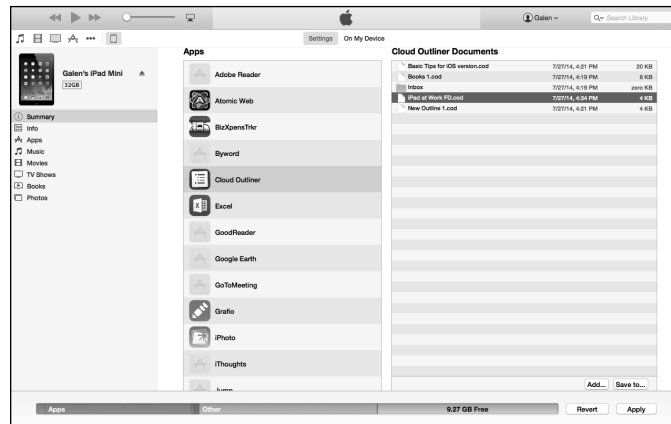 Galen
Search Library
Settings On My Device
Galen's iPad Mini
32GB
Summary
Info
Apps
Music
Movies
TV Shows
Books
Photos
Apps
Adobe Reader
Atomic Web
BizXpensTrkr
Byword
Cloud Outliner
Excel
GoodReader
Google Earth
GoToMeeting
Grafio
iPhoto
iThoughts
Jump
Cloud Outliner Documents
Basic Tips for iOS version.cod 7/27/14, 4:21 PM 20 KB
Books 1.cod 7/27/14, 4:19 PM 8 KB
Inbox 7/27/14, 4:19 PM zero KB
iPad at Work FD.cod 7/27/14, 4:34 PM 4 KB
New Outline 1.cod 7/27/14, 4:21 PM 4 KB
Add... Save to...
Apps Other 9.27 GB Free Revert Apply